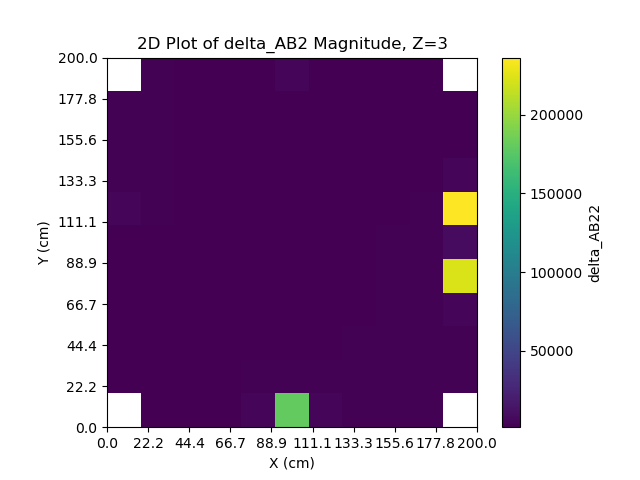 2D Plot of delta_AB2 Magnitude, Z=3
200.0
177.8
155.6
133.3
111.1
88.9
66.7
44.4
22.2
0.0
Y (cm)
0.0 22.2 44.4 66.7 88.9 111.1 133.3 155.6 177.8 200.0
X (cm)
200000
150000
100000
50000
delta_AB22